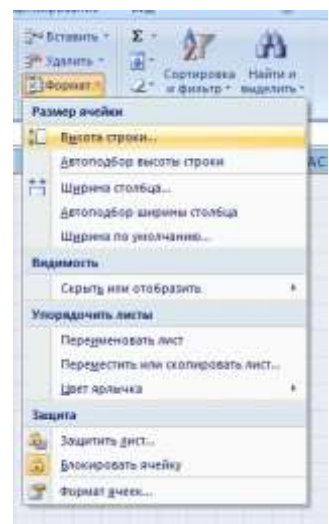 Вставить
Σ
Удалить
Сортировка Найти и
Формат
и фильтр выделить
Размер ячейки
Высота строки...
AC
Автоподбор высоты строки
Ширина столбца...
Автоподбор ширины столбца
Ширина по умолчанию...
Видимость
Скрыть или отобразить
Упорядочить листы
Переименовать лист
Переместить или скопировать лист...
Цвет ярлычка
Защита
Защитить лист...
Блокировать ячейку
Формат ячеек...